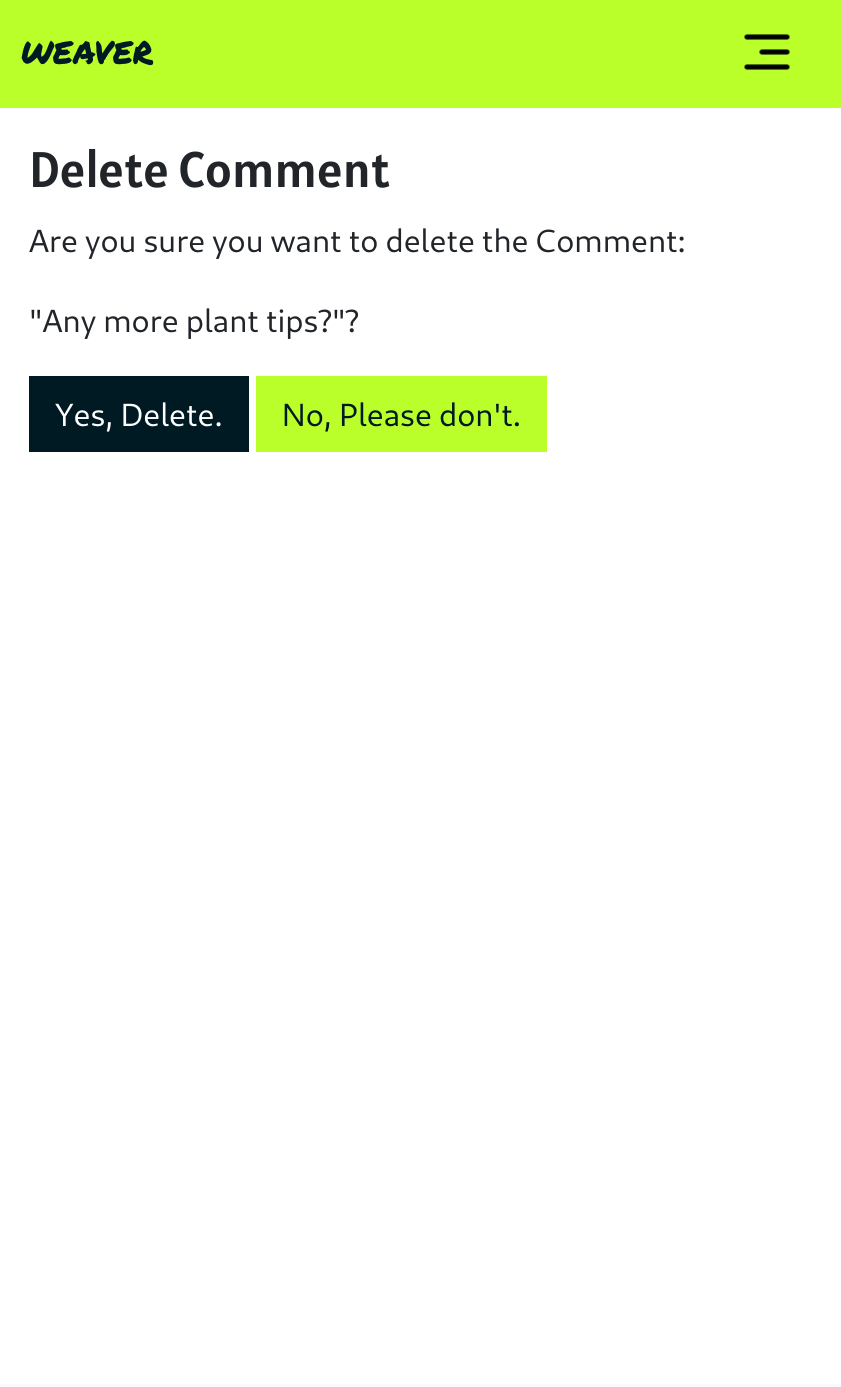 WEAVER
Delete Comment
Are you sure you want to delete the Comment:
"Any more plant tips?"?
Yes, Delete. No, Please don't.